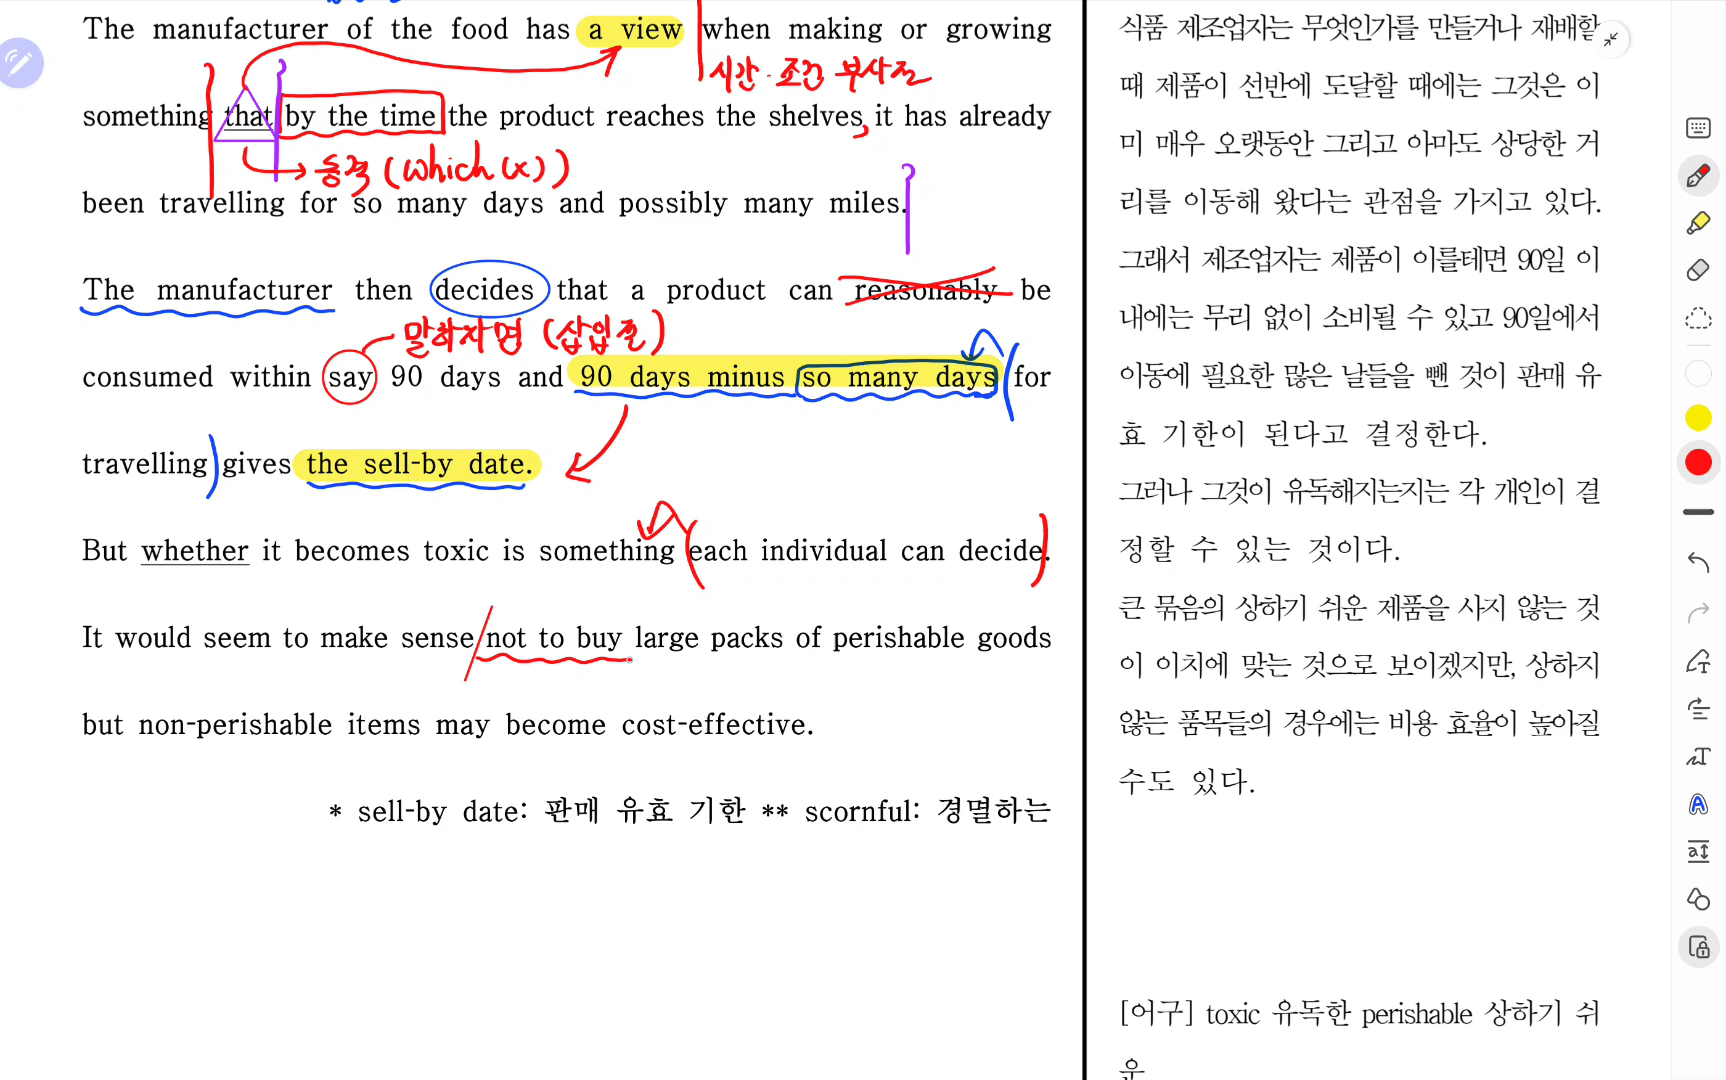 The manufacturer of the food has a view when making or growing
시간·조건 부사절
something that by the time the product reaches the shelves, it has already
→ 동격 (which(x))
been travelling for so many days and possibly many miles.
The manufacturer then decides that a product can reasonably be
말하자면 (삽입절)
consumed within say 90 days and 90 days minus so many days for
travelling gives the sell-by date.
But whether it becomes toxic is something each individual can decide.
It would seem to make sense not to buy large packs of perishable goods
but non-perishable items may become cost-effective.
* sell-by date: 판매 유효 기한 ** scornful: 경멸하는
식품 제조업자는 무엇인가를 만들거나 재배할
때 제품이 선반에 도달할 때에는 그것은 이
미 매우 오랫동안 그리고 아마도 상당한 거
리를 이동해 왔다는 관점을 가지고 있다.
그래서 제조업자는 제품이 이를테면 90일 이
내에는 무리 없이 소비될 수 있고 90일에서
이동에 필요한 많은 날들을 뺀 것이 판매 유
효 기한이 된다고 결정한다.
그러나 그것이 유독해지는지는 각 개인이 결
정할 수 있는 것이다.
큰 묶음의 상하기 쉬운 제품을 사지 않는 것
이 이치에 맞는 것으로 보이겠지만, 상하지
않는 품목들의 경우에는 비용 효율이 높아질
수도 있다.
[어구] toxic 유독한 perishable 상하기 쉬
운